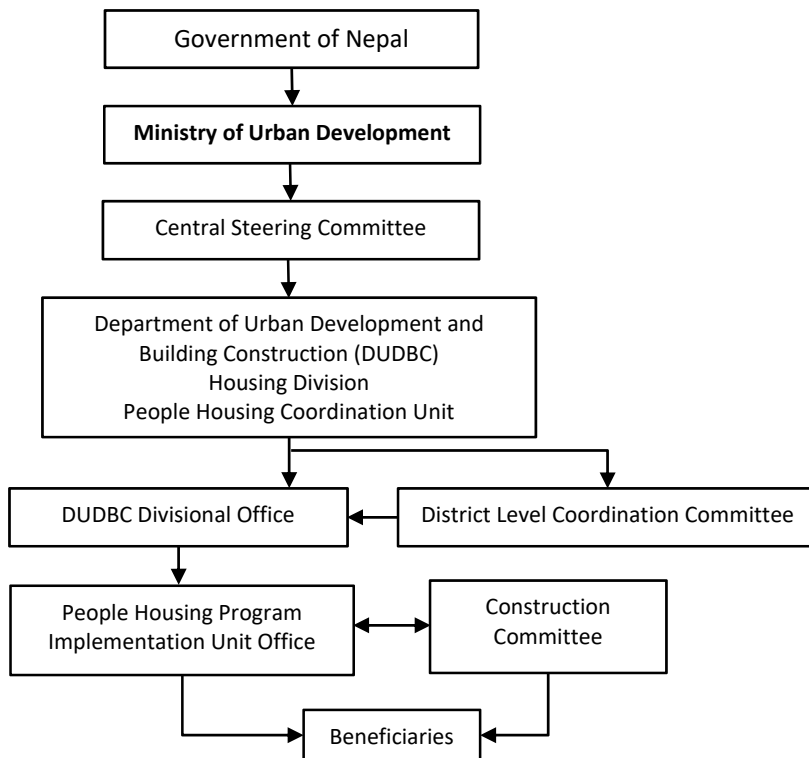 Government of Nepal
Ministry of Urban Development
Central Steering Committee
Department of Urban Development and
Building Construction (DUDBC)
Housing Division
People Housing Coordination Unit
DUDBC Divisional Office
District Level Coordination Committee
People Housing Program
Implementation Unit Office
Construction
Committee
Beneficiaries